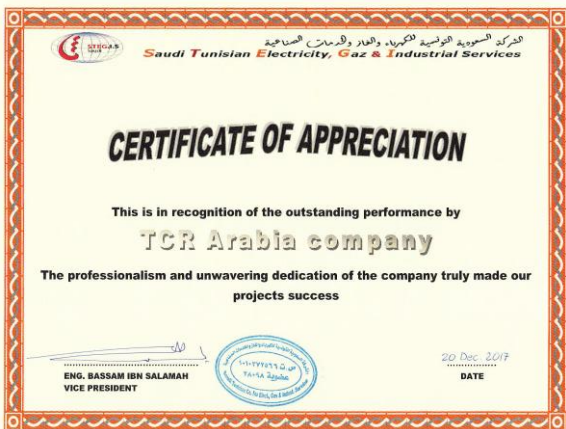 STEGAS
الشركة السعودية التونسية للكهرباء والغاز والخدمات الصناعية
Saudi Tunisian Electricity, Gaz & Industrial Services
CERTIFICATE OF APPRECIATION
This is in recognition of the outstanding performance by
TCR Arabia company
The professionalism and unwavering dedication of the company truly made our
projects success
20 Dec. 2017
ENG. BASSAM IBN SALAMAH
DATE
VICE PRESIDENT